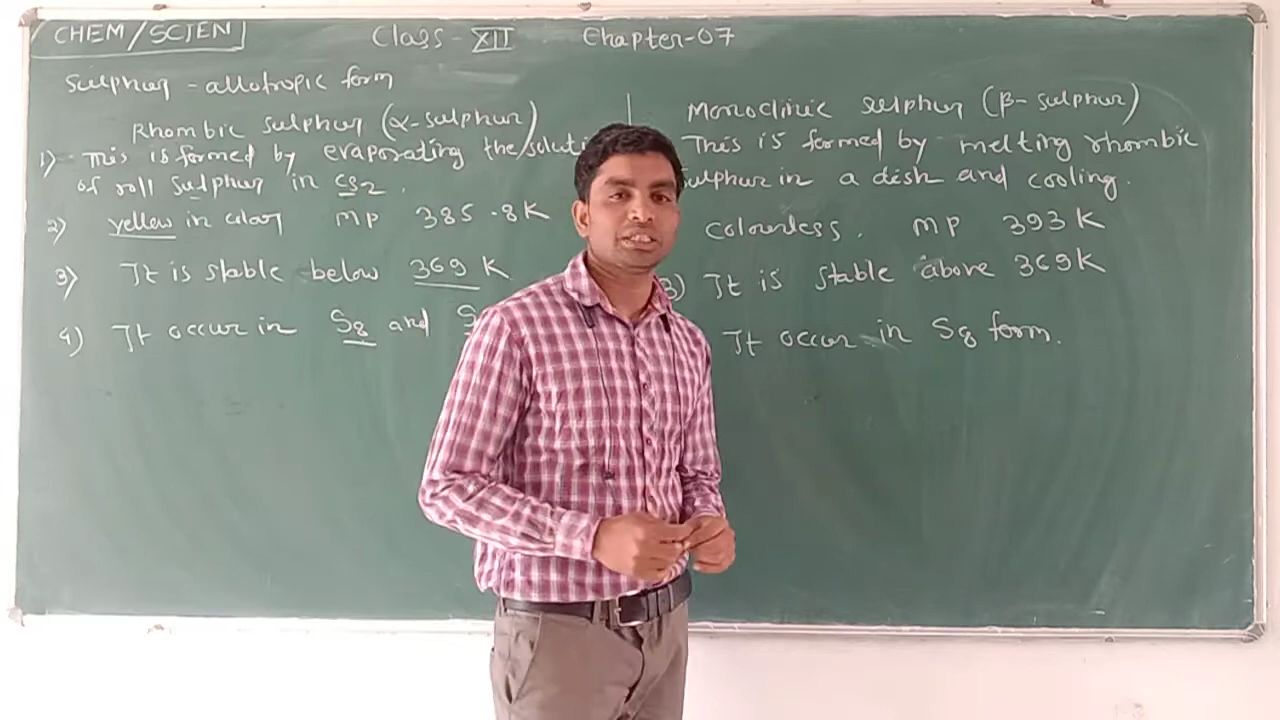 CHEM/SCIEN
Class - XII Chapter-07
Sulphur - allotropic form
Rhombic sulphur (α-sulphur)
1) This is formed by evaporating the soluti
of roll sulphur in CS2 .
2) yellow in colour MP 385.8K
3) It is stable below 369 K
4) It occur in S8 and S
Monoclinic sulphur (β- sulphur)
This is formed by melting rhombic
sulphur in a dish and cooling.
colourless. MP 393 K
3) It is stable above 369K
It occur in S8 form.